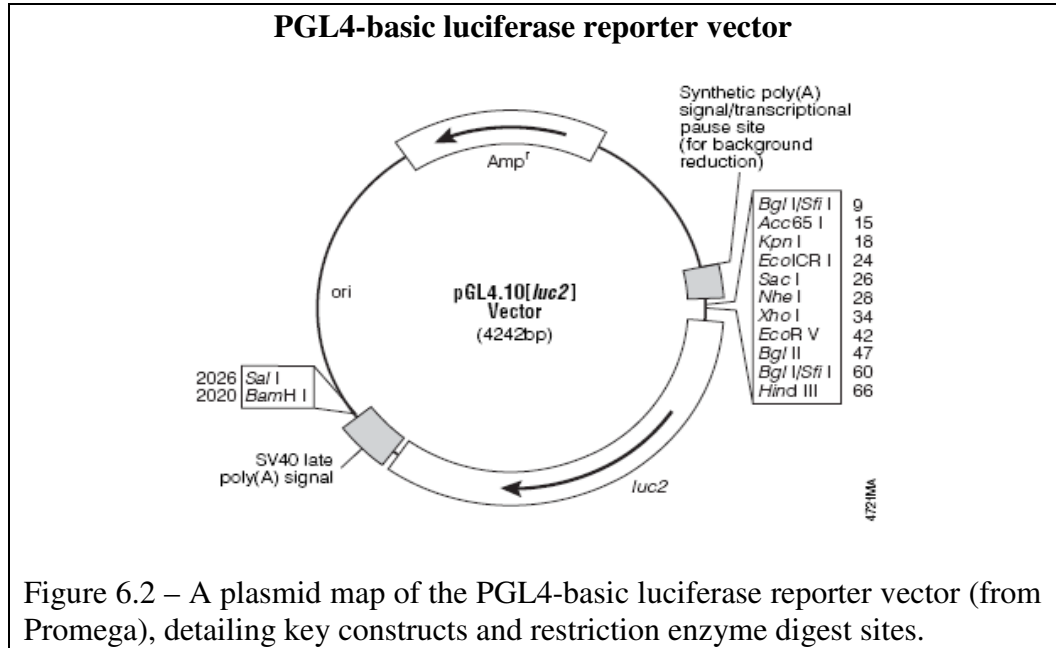 PGL4-basic luciferase reporter vector
Synthetic poly(A)
signal/transcriptional
pause site
(for background
reduction)
Ampʳ
Bgl I/Sfi I 9
Acc65 I 15
Kpn I 18
EcoICR I 24
Sac I 26
Nhe I 28
Xho I 34
EcoR V 42
Bgl II 47
Bgl I/Sfi I 60
Hind III 66
ori
pGL4.10[luc2]
Vector
(4242bp)
2026 Sal I
2020 BamH I
SV40 late
poly(A) signal
luc2
4721MA
Figure 6.2 – A plasmid map of the PGL4-basic luciferase reporter vector (from
Promega), detailing key constructs and restriction enzyme digest sites.